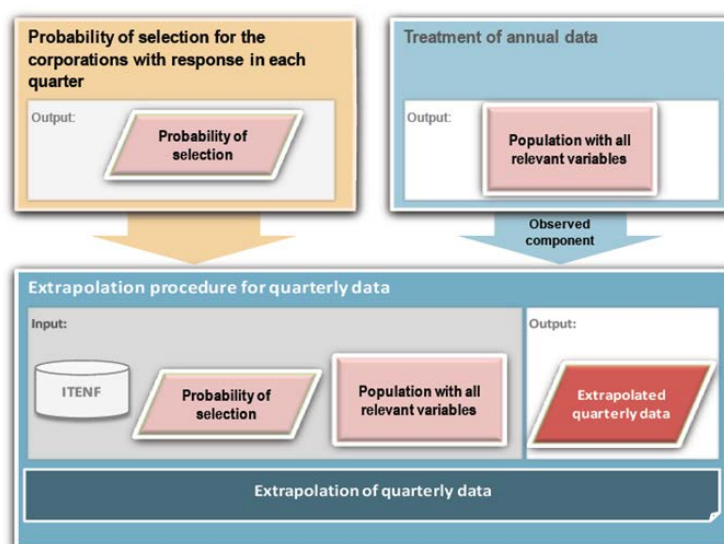 Probability of selection for the
corporations with response in each
quarter
Output:
Probability of
selection
Treatment of annual data
Output:
Population with all
relevant variables
Observed
component
Extrapolation procedure for quarterly data
Input:
ITENF
Probability of
selection
Population with all
relevant variables
Output:
Extrapolated
quarterly data
Extrapolation of quarterly data